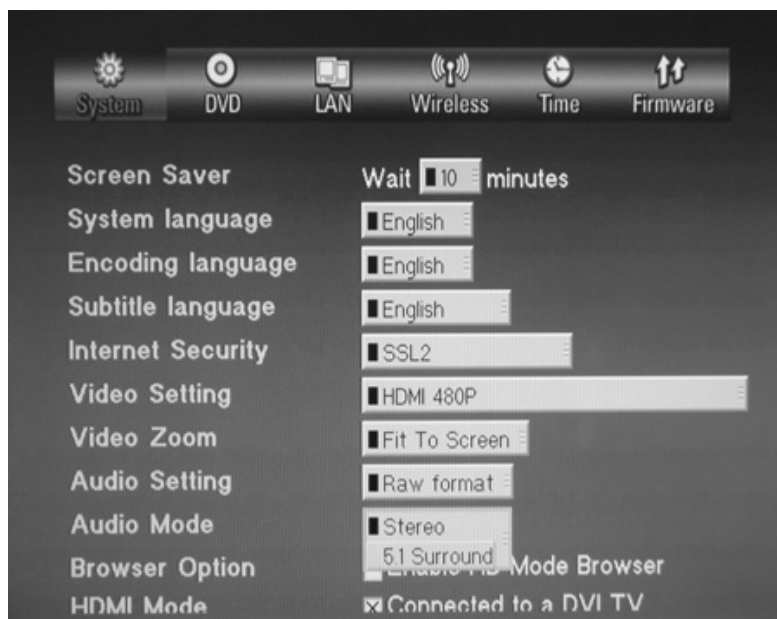 System DVD LAN Wireless Time Firmware
Screen Saver Wait 10 minutes
System language English
Encoding language English
Subtitle language English
Internet Security SSL2
Video Setting HDMI 480P
Video Zoom Fit To Screen
Audio Setting Raw format
Audio Mode Stereo
5.1 Surround
Browser Option Enable HD Mode Browser
HDMI Mode Connected to a DVI TV